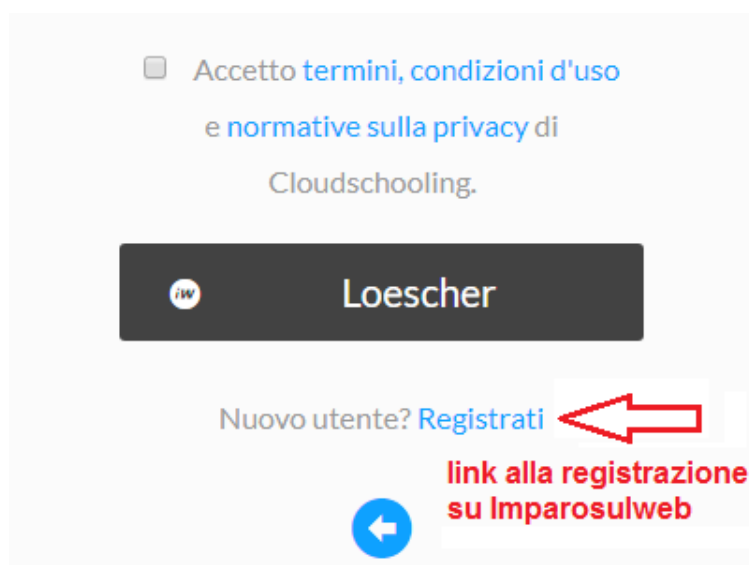 Accetto termini, condizioni d'uso
e normative sulla privacy di
Cloudschooling.
iw Loescher
Nuovo utente? Registrati
link alla registrazione
su Imparosulweb